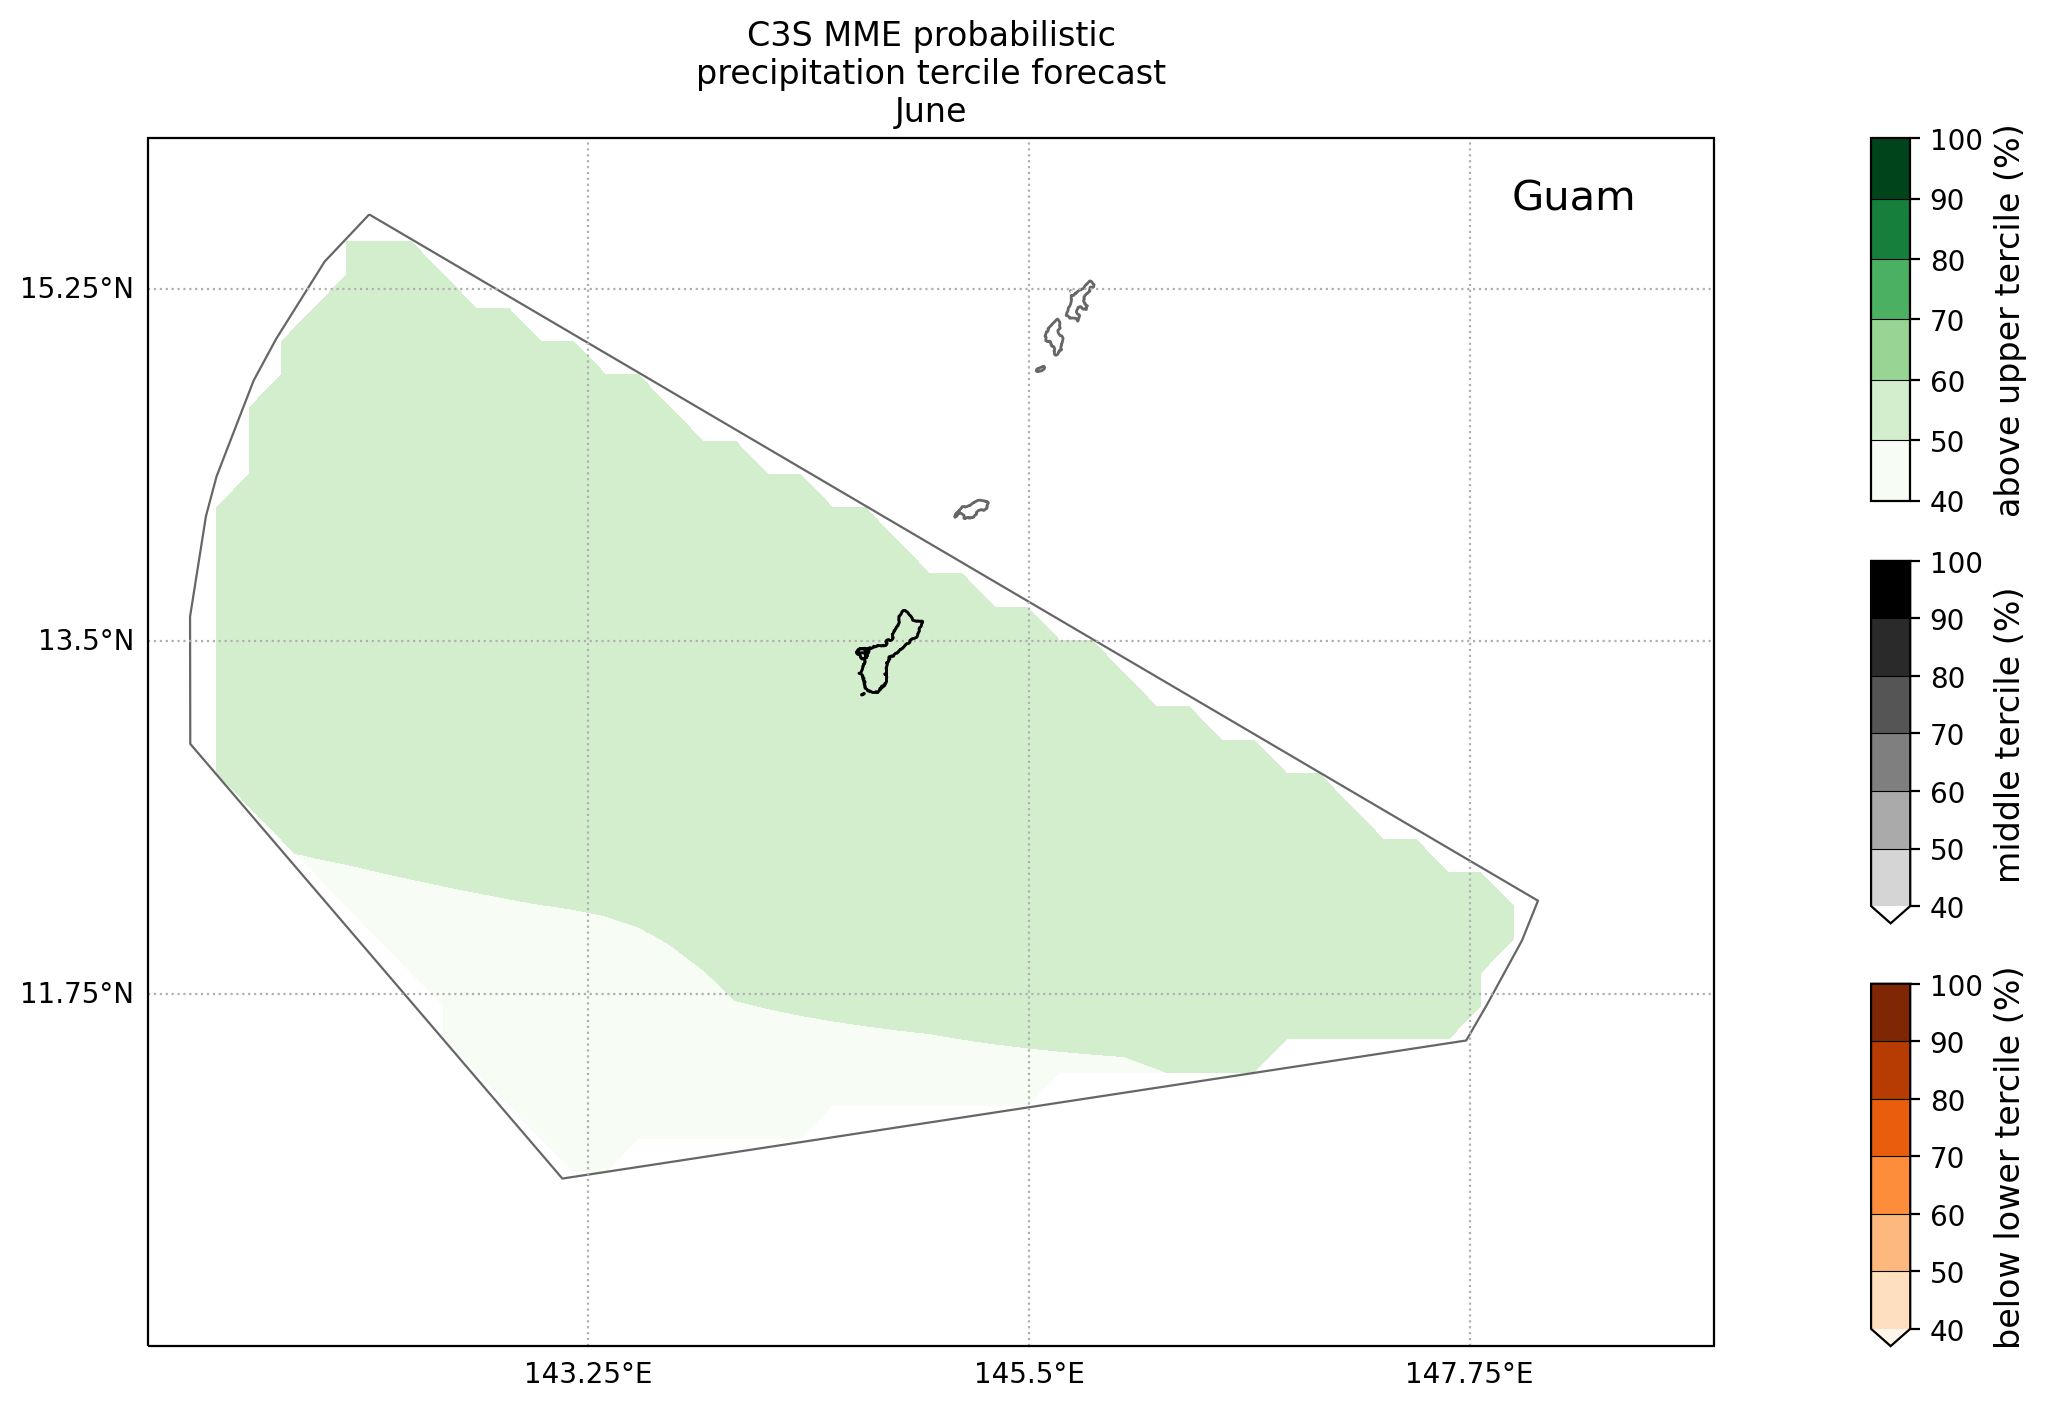 C3S MME probabilistic
precipitation tercile forecast
June
Guam
15.25°N
13.5°N
11.75°N
143.25°E
145.5°E
147.75°E
100
90
80
70
60
50
40
above upper tercile (%)
100
90
80
70
60
50
40
middle tercile (%)
100
90
80
70
60
50
40
below lower tercile (%)